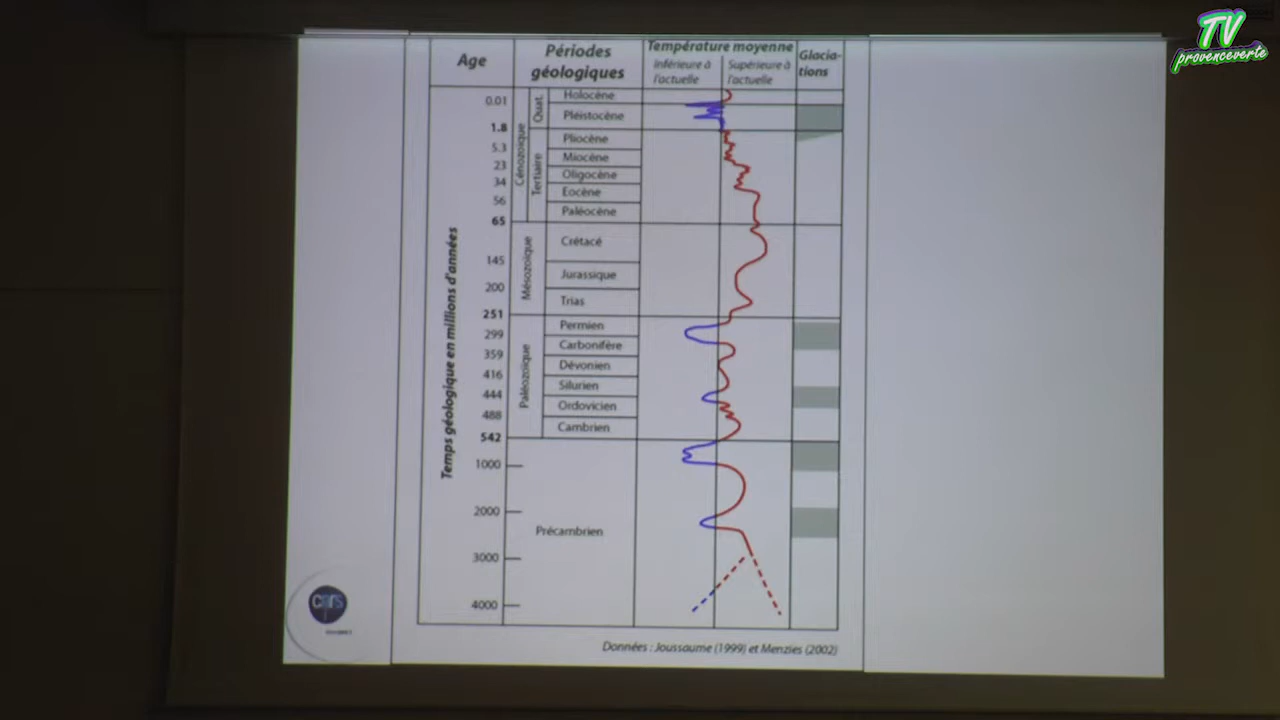 TV
provenceverte
Age
Périodes géologiques
Température moyenne
inférieure à l'actuelle
Supérieure à l'actuelle
Glacia-
tions
Temps géologique en millions d'années
0.01
1.8
5.3
23
34
56
65
145
200
251
299
359
416
444
488
542
1000
2000
3000
4000
Cénozoïque
Quat.
Tertiaire
Mésozoïque
Paléozoïque
Holocène
Pléistocène
Pliocène
Miocène
Oligocène
Eocène
Paléocène
Crétacé
Jurassique
Trias
Permien
Carbonifère
Dévonien
Silurien
Ordovicien
Cambrien
Précambrien
cnrs
Données : Joussaume (1999) et Menzies (2002)